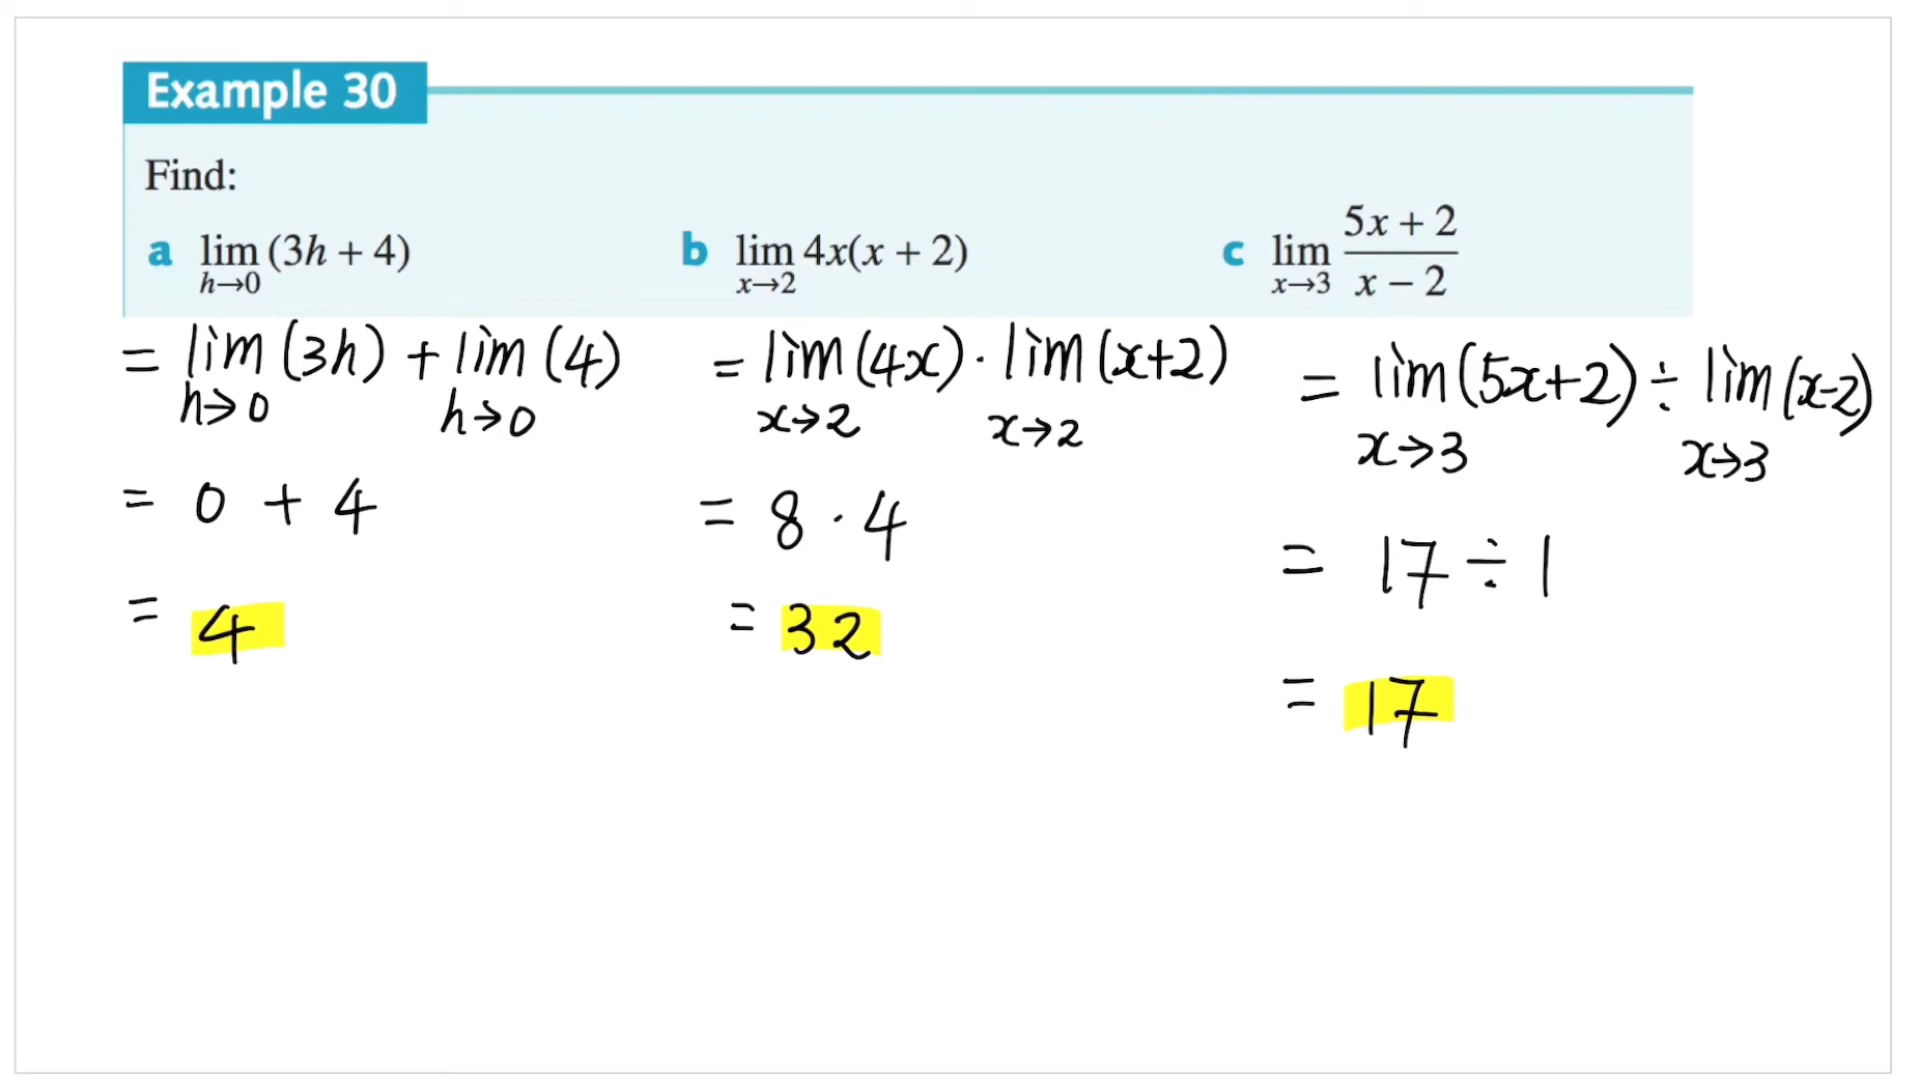 Example 30
Find:
a lim h→0 (3h + 4)
b lim x→2 4x(x + 2)
c lim x→3 (5x + 2)/(x − 2)
= lim h→0 (3h) + lim h→0 (4)
= 0 + 4
= 4
= lim x→2 (4x) · lim x→2 (x+2)
= 8 · 4
= 32
= lim x→3 (5x+2) ÷ lim x→3 (x-2)
= 17 ÷ 1
= 17